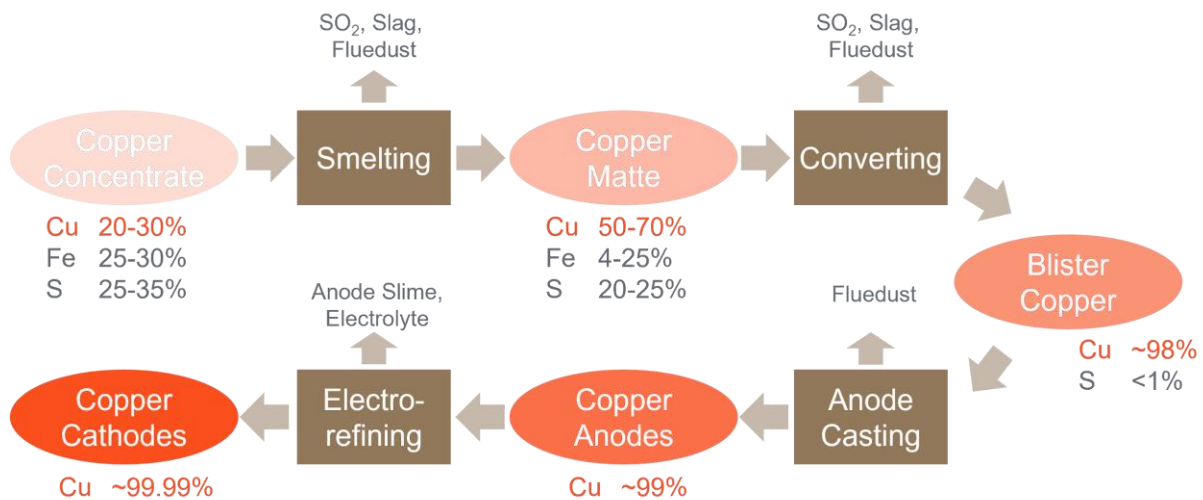 SO₂, Slag,
Fluedust
SO₂, Slag,
Fluedust
Copper
Concentrate
Smelting
Copper
Matte
Converting
Cu 20-30%
Fe 25-30%
S 25-35%
Cu 50-70%
Fe 4-25%
S 20-25%
Blister
Copper
Cu ~98%
S <1%
Fluedust
Anode
Casting
Copper
Anodes
Cu ~99%
Anode Slime,
Electrolyte
Electro-
refining
Copper
Cathodes
Cu ~99.99%